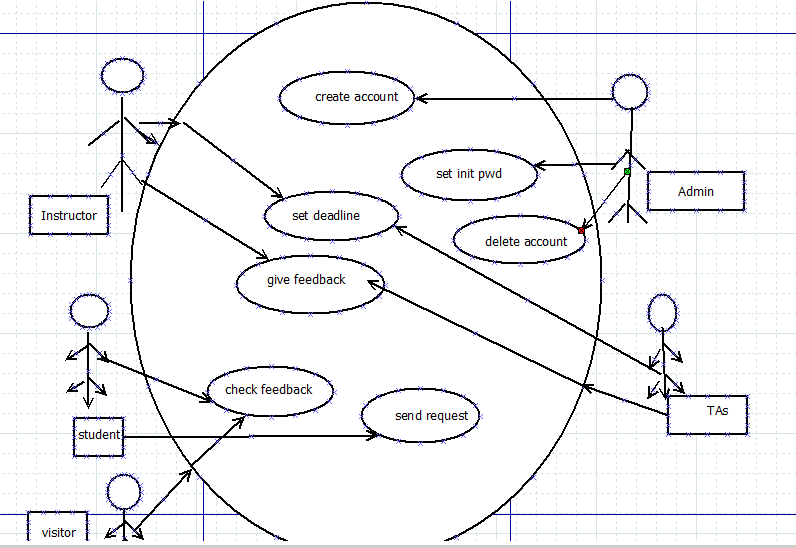 create account
set init pwd
Admin
Instructor
set deadline
delete account
give feedback
check feedback
send request
TAs
student
visitor